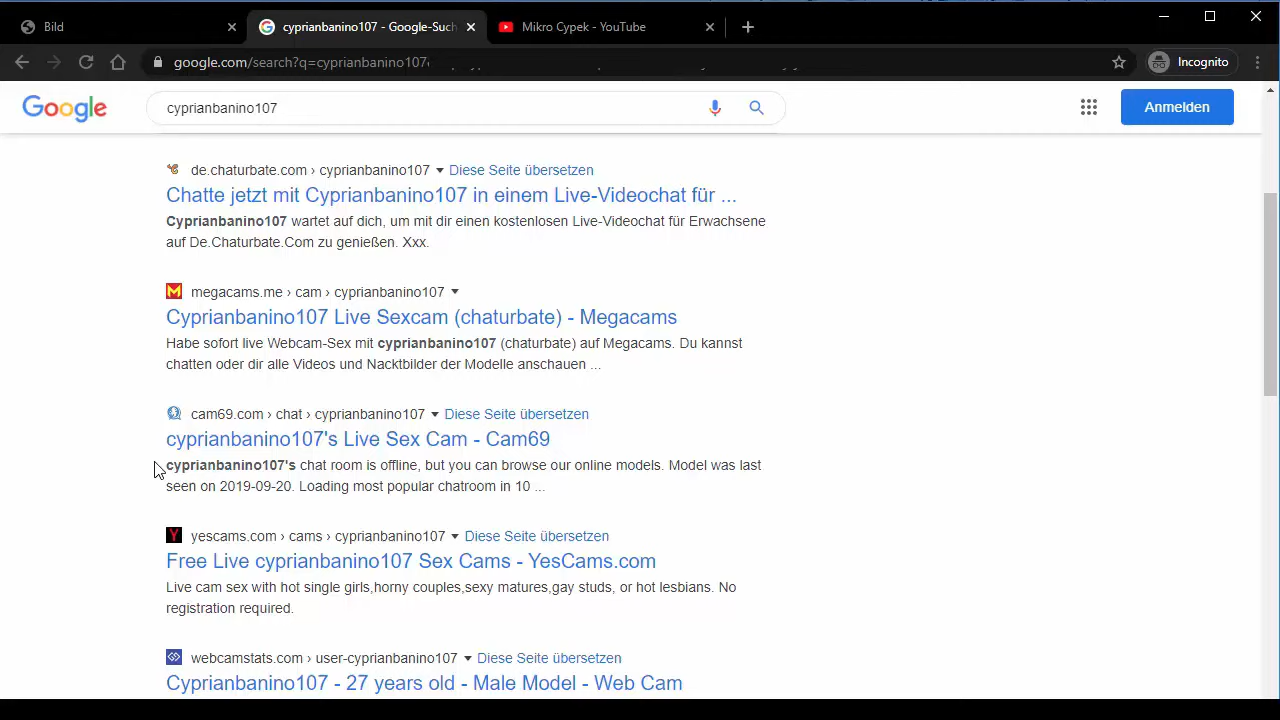 Bild
cyprianbanino107 - Google-Such
Mikro Cypek - YouTube
google.com/search?q=cyprianbanino107
Incognito
Google
cyprianbanino107
Anmelden
de.chaturbate.com › cyprianbanino107 Diese Seite übersetzen
Chatte jetzt mit Cyprianbanino107 in einem Live-Videochat für ...
Cyprianbanino107 wartet auf dich, um mit dir einen kostenlosen Live-Videochat für Erwachsene
auf De.Chaturbate.Com zu genießen. Xxx.
megacams.me › cam › cyprianbanino107
Cyprianbanino107 Live Sexcam (chaturbate) - Megacams
Habe sofort live Webcam-Sex mit cyprianbanino107 (chaturbate) auf Megacams. Du kannst
chatten oder dir alle Videos und Nacktbilder der Modelle anschauen ...
cam69.com › chat › cyprianbanino107 Diese Seite übersetzen
cyprianbanino107's Live Sex Cam - Cam69
cyprianbanino107's chat room is offline, but you can browse our online models. Model was last
seen on 2019-09-20. Loading most popular chatroom in 10 ...
yescams.com › cams › cyprianbanino107 Diese Seite übersetzen
Free Live cyprianbanino107 Sex Cams - YesCams.com
Live cam sex with hot single girls,horny couples,sexy matures,gay studs, or hot lesbians. No
registration required.
webcamstats.com › user-cyprianbanino107 Diese Seite übersetzen
Cyprianbanino107 - 27 years old - Male Model - Web Cam